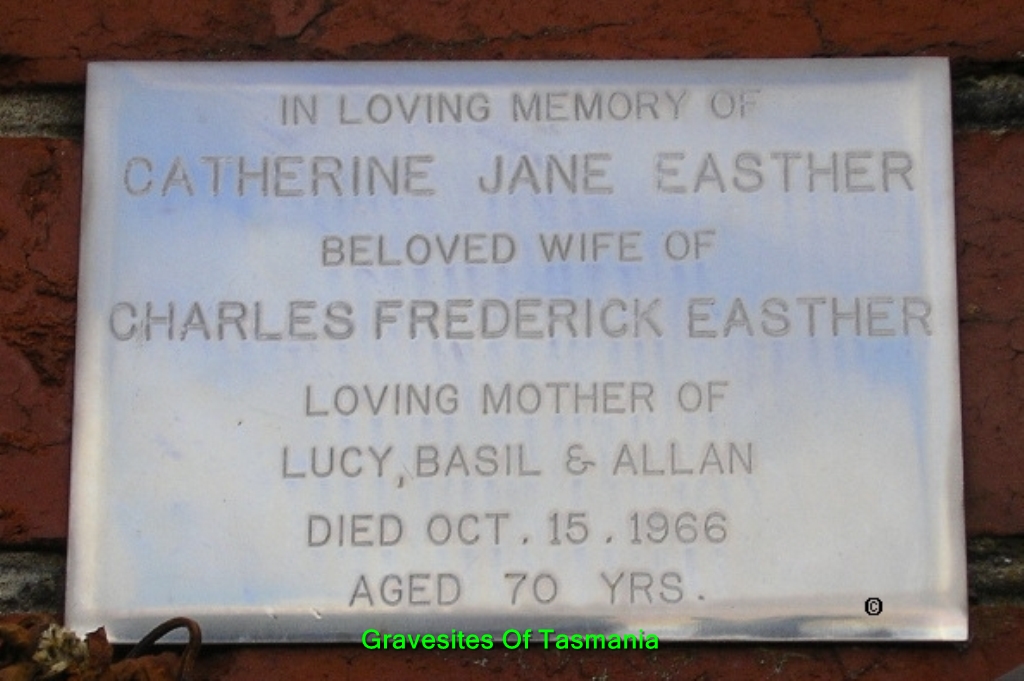 IN LOVING MEMORY OF
CATHERINE JANE EASTHER
BELOVED WIFE OF
CHARLES FREDERICK EASTHER
LOVING MOTHER OF
LUCY, BASIL & ALLAN
DIED OCT. 15. 1966
AGED 70 YRS.
©
Gravesites Of Tasmania